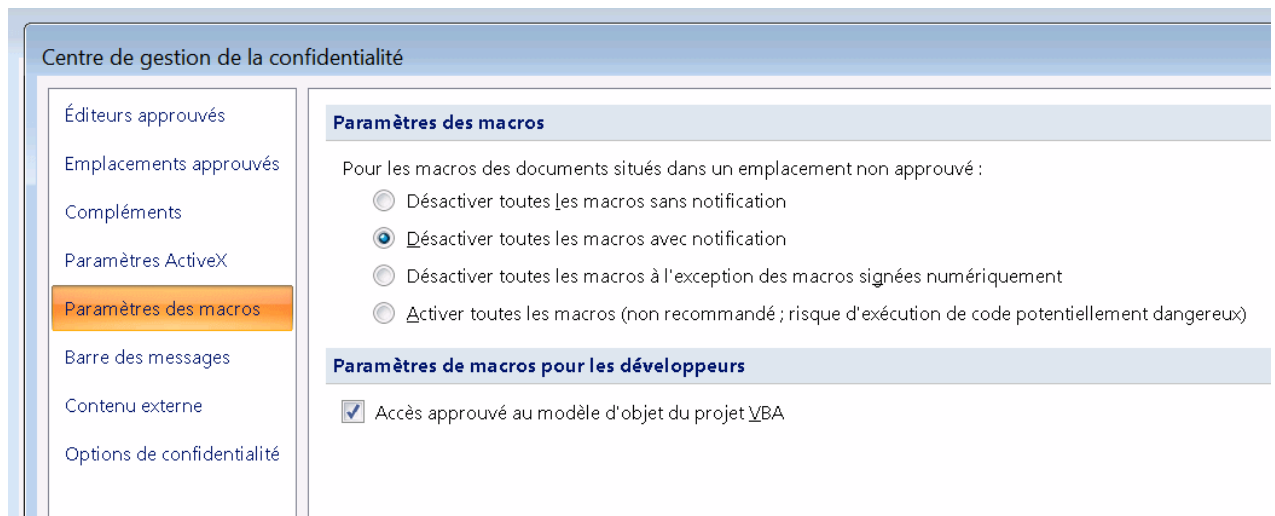 Centre de gestion de la confidentialité
Éditeurs approuvés
Emplacements approuvés
Compléments
Paramètres ActiveX
Paramètres des macros
Barre des messages
Contenu externe
Options de confidentialité
Paramètres des macros
Pour les macros des documents situés dans un emplacement non approuvé :
Désactiver toutes les macros sans notification
Désactiver toutes les macros avec notification
Désactiver toutes les macros à l'exception des macros signées numériquement
Activer toutes les macros (non recommandé ; risque d'exécution de code potentiellement dangereux)
Paramètres de macros pour les développeurs
Accès approuvé au modèle d'objet du projet VBA